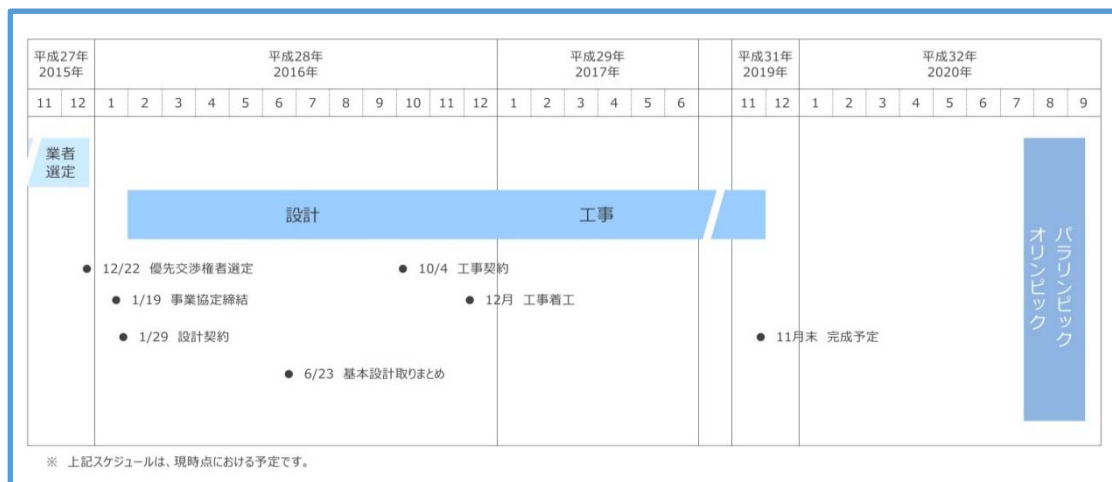 平成27年 平成28年 平成29年 平成31年 平成32年
2015年 2016年 2017年 2019年 2020年
11 12 1 2 3 4 5 6 7 8 9 10 11 12 1 2 3 4 5 6 11 12 1 2 3 4 5 6 7 8 9
業者
選定
設計 工事
12/22 優先交渉権者選定
10/4 工事契約
1/19 事業協定締結
12月 工事着工
1/29 設計契約
11月末 完成予定
6/23 基本設計取りまとめ
オリンピック
パラリンピック
※ 上記スケジュールは、現時点における予定です。